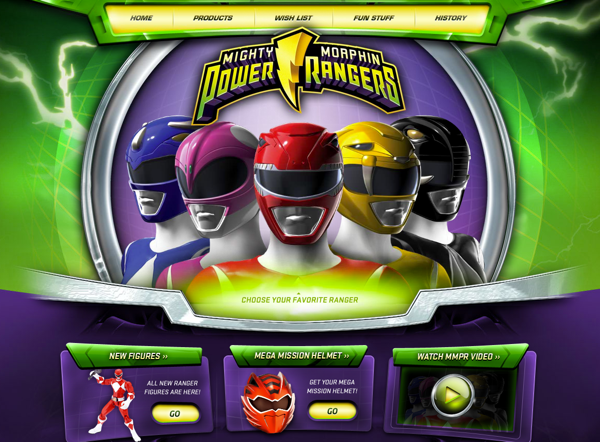 HOME
PRODUCTS
WISH LIST
FUN STUFF
HISTORY
MIGHTY MORPHIN
POWER RANGERS
CHOOSE YOUR FAVORITE RANGER
NEW FIGURES >>
ALL NEW RANGER
FIGURES ARE HERE!
GO
MEGA MISSION HELMET >>
GET YOUR MEGA
MISSION HELMET!
GO
WATCH MMPR VIDEO >>